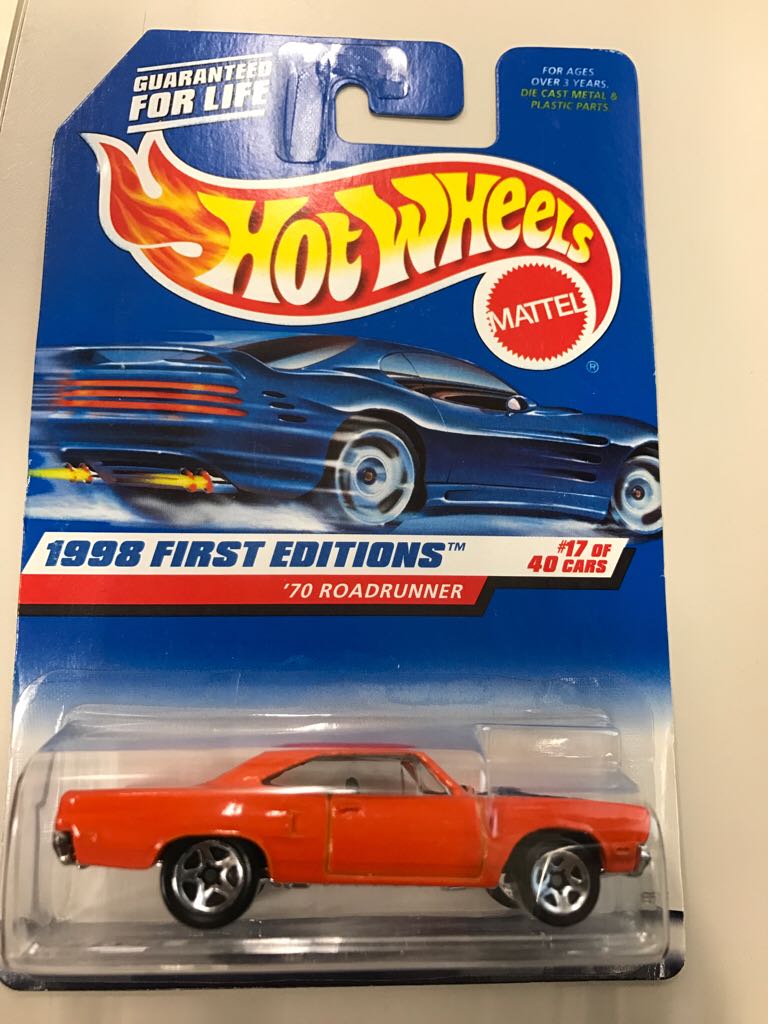 GUARANTEED
FOR LIFE
FOR AGES
OVER 3 YEARS.
DIE CAST METAL &
PLASTIC PARTS
HOT WHEELS
MATTEL
®
1998 FIRST EDITIONS™
#17 OF
40 CARS
'70 ROADRUNNER